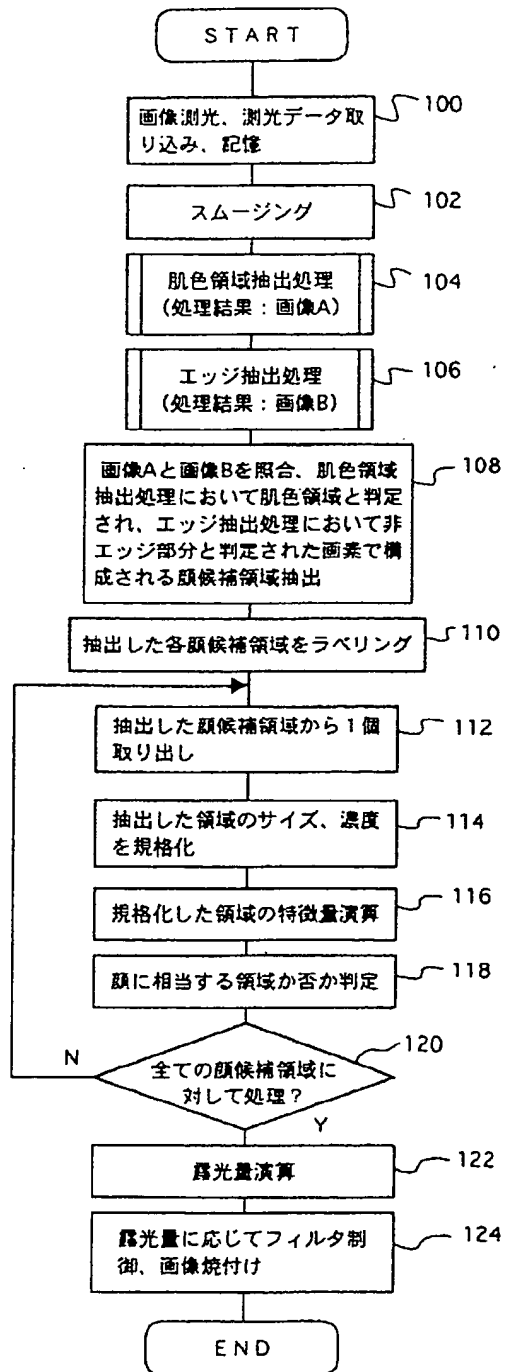 START
画像測光、測光データ取
り込み、記憶
100
スムージング
102
肌色領域抽出処理
(処理結果：画像A)
104
エッジ抽出処理
(処理結果：画像B)
106
画像Aと画像Bを照合、肌色領域
抽出処理において肌色領域と判定
され、エッジ抽出処理において非
エッジ部分と判定された画素で構
成される顔候補領域抽出
108
抽出した各顔候補領域をラベリング
110
抽出した顔候補領域から1個
取り出し
112
抽出した領域のサイズ、濃度
を規格化
114
規格化した領域の特徴量演算
116
顔に相当する領域か否か判定
118
全ての顔候補領域に
対して処理？
120
N
Y
露光量演算
122
露光量に応じてフィルタ制
御、画像焼付け
124
END